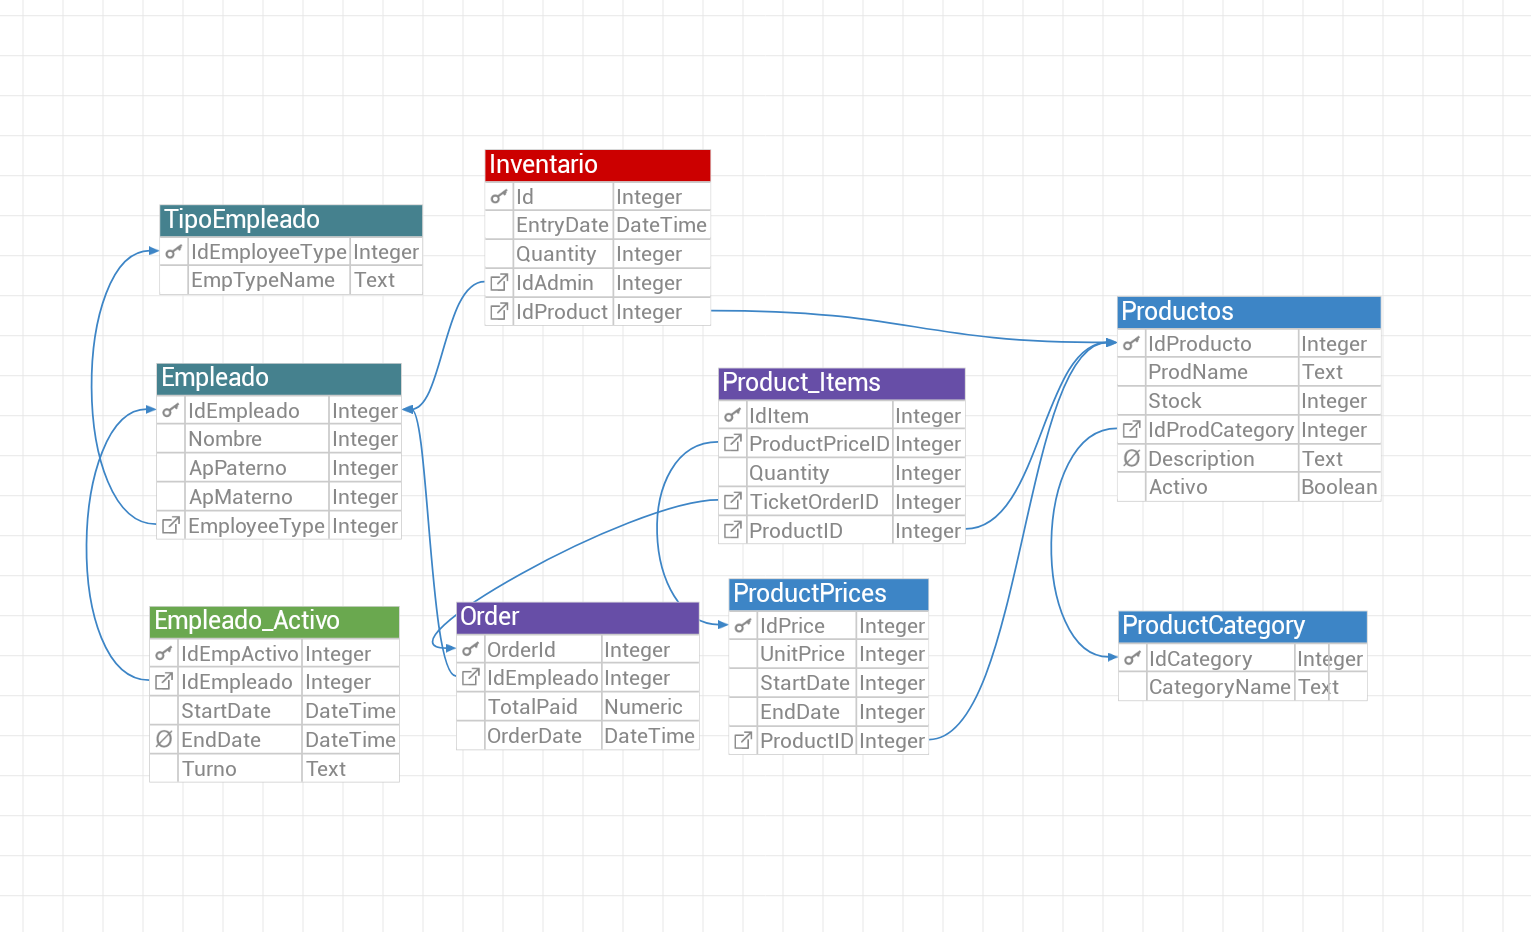 Inventario
Id Integer
EntryDate DateTime
Quantity Integer
IdAdmin Integer
IdProduct Integer
TipoEmpleado
IdEmployeeType Integer
EmpTypeName Text
Productos
IdProducto Integer
ProdName Text
Stock Integer
IdProdCategory Integer
Ø Description Text
Activo Boolean
Empleado
IdEmpleado Integer
Nombre Integer
ApPaterno Integer
ApMaterno Integer
EmployeeType Integer
Product_Items
IdItem Integer
ProductPriceID Integer
Quantity Integer
TicketOrderID Integer
ProductID Integer
Empleado_Activo
IdEmpActivo Integer
IdEmpleado Integer
StartDate DateTime
Ø EndDate DateTime
Turno Text
Order
OrderId Integer
IdEmpleado Integer
TotalPaid Numeric
OrderDate DateTime
ProductPrices
IdPrice Integer
UnitPrice Integer
StartDate Integer
EndDate Integer
ProductID Integer
ProductCategory
IdCategory Integer
CategoryName Text